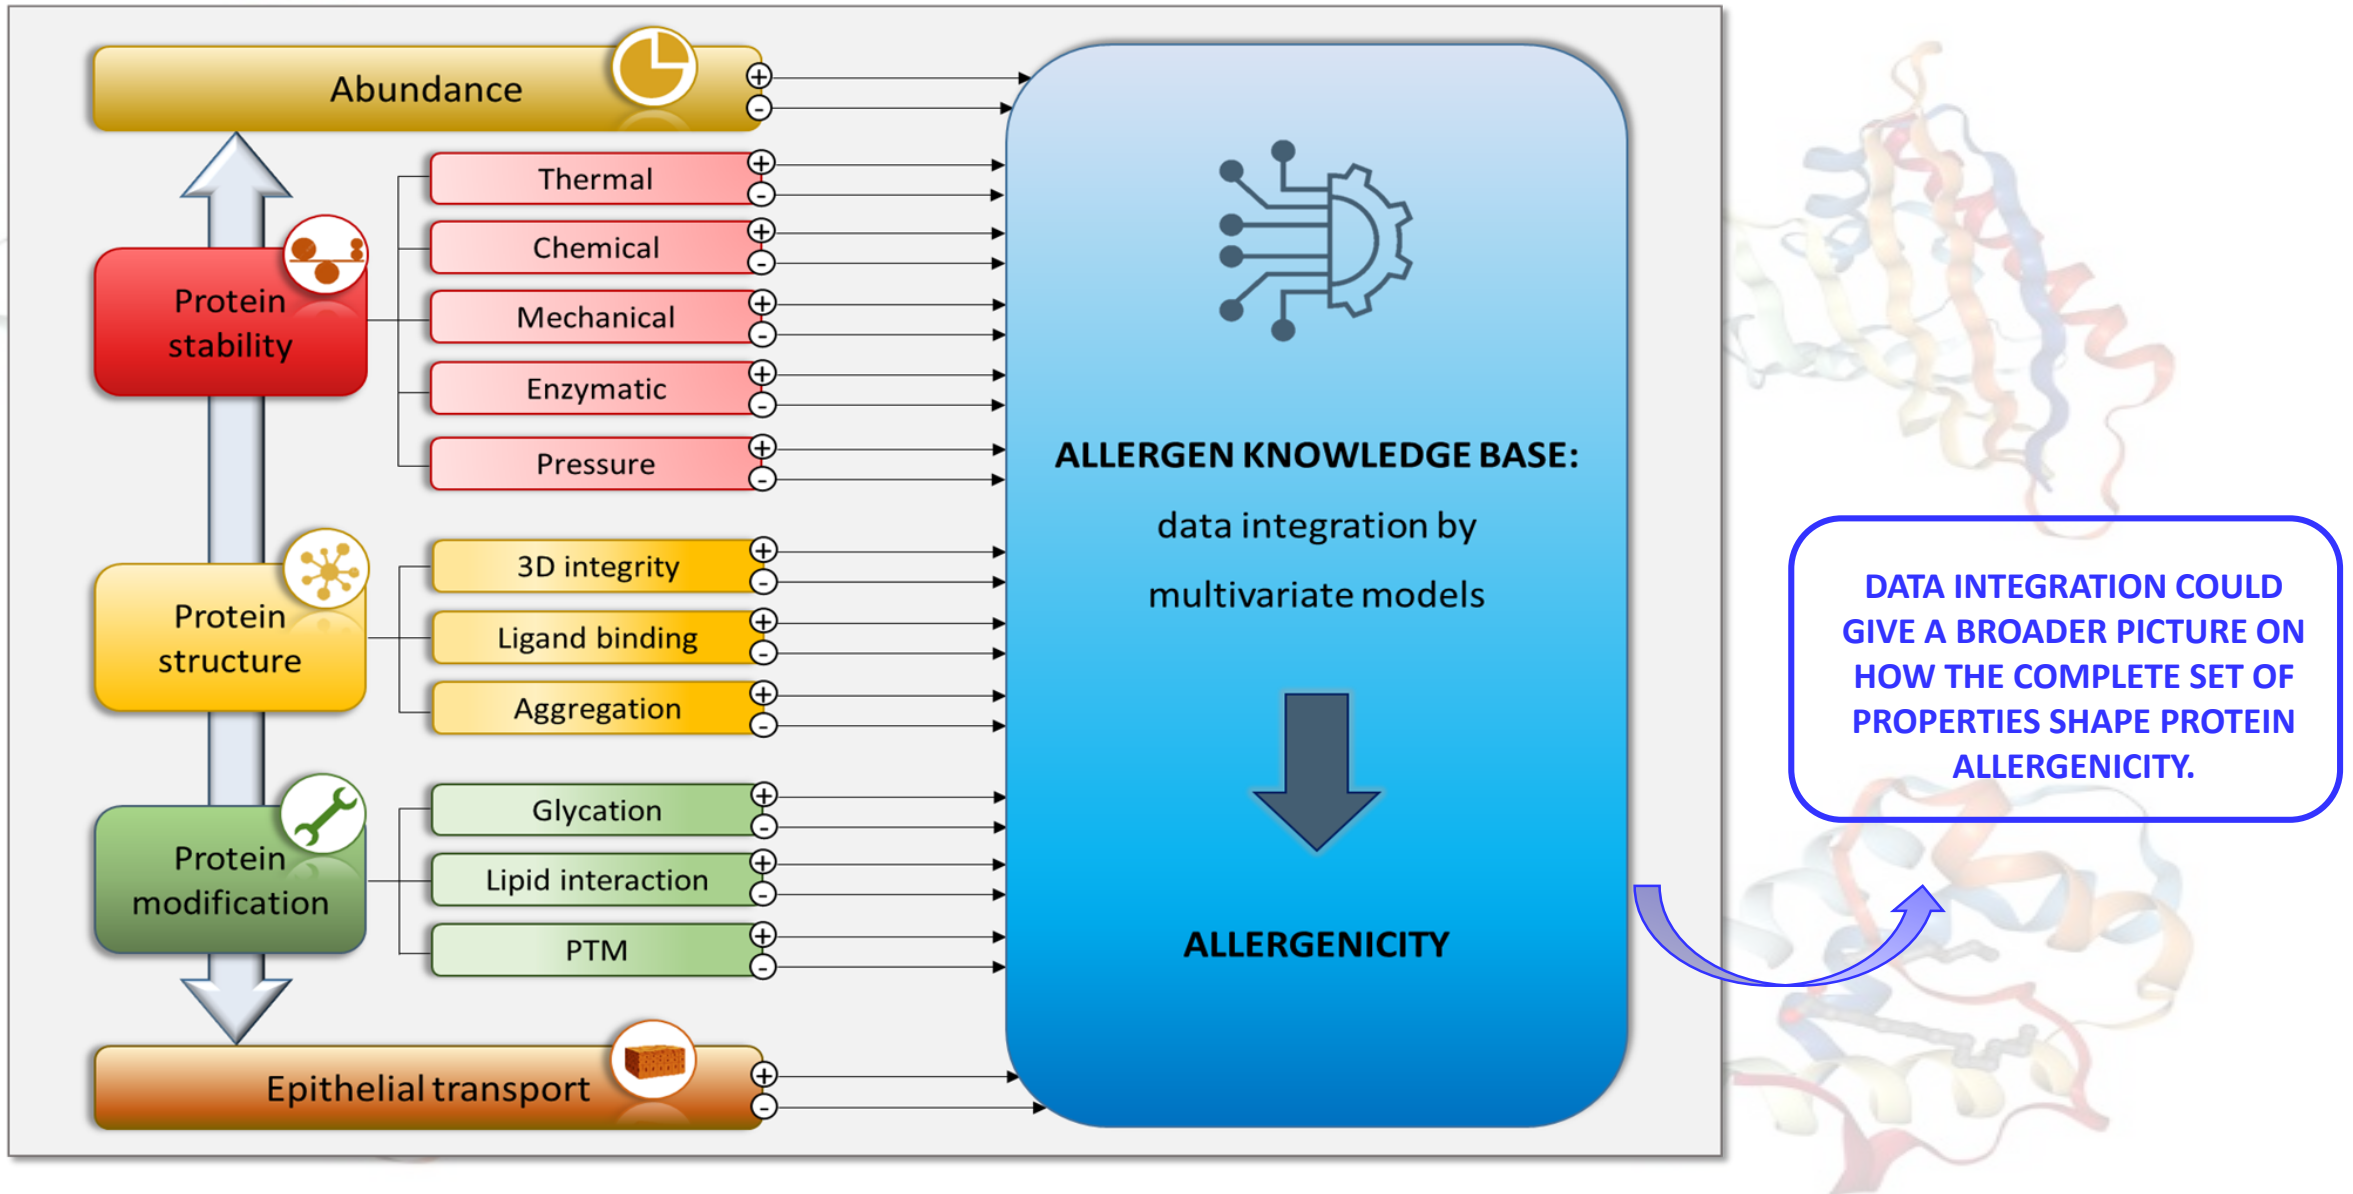 Abundance
+
-
Thermal
+
-
Chemical
+
-
Protein
stability
Mechanical
+
-
Enzymatic
+
-
Pressure
+
-
3D integrity
+
-
Protein
structure
Ligand binding
+
-
Aggregation
+
-
Glycation
+
-
Protein
modification
Lipid interaction
+
-
PTM
+
-
Epithelial transport
+
-
ALLERGEN KNOWLEDGE BASE:
data integration by
multivariate models
ALLERGENICITY
DATA INTEGRATION COULD
GIVE A BROADER PICTURE ON
HOW THE COMPLETE SET OF
PROPERTIES SHAPE PROTEIN
ALLERGENICITY.